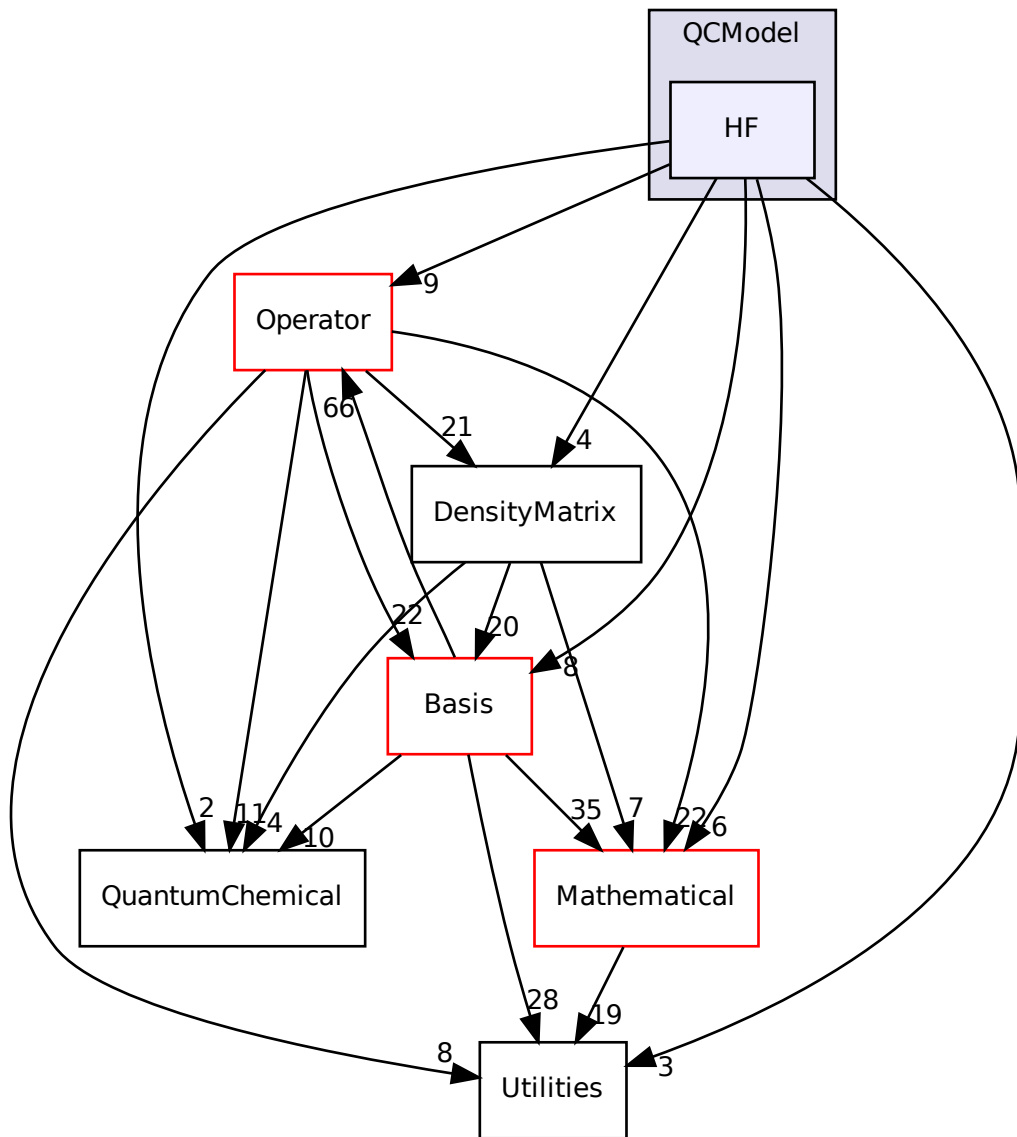 QCModel
HF
9
Operator
66
21
4
DensityMatrix
22
20
8
Basis
2
11
4
10
35
7
22
6
QuantumChemical
Mathematical
28
19
8
3
Utilities